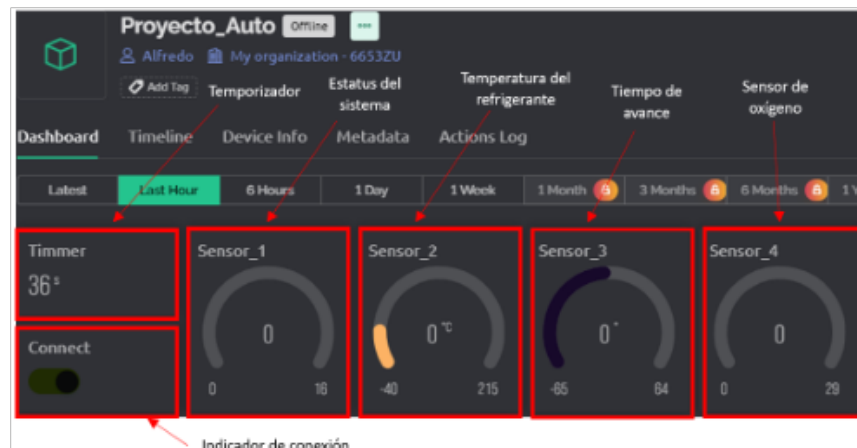 Proyecto_Auto Offline ...
Alfredo My organization - 6653ZU
Add Tag
Temporizador
Estatus del
sistema
Temperatura del
refrigerante
Tiempo de
avance
Sensor de
oxígeno
Dashboard Timeline Device Info Metadata Actions Log
Latest Last Hour 6 Hours 1 Day 1 Week 1 Month 3 Months 6 Months 1 Y
Timmer
36 s
Connect
Sensor_1
0
0 16
Sensor_2
0 °C
-40 215
Sensor_3
0 °
-65 64
Sensor_4
0
0 29
Indicador de conexión